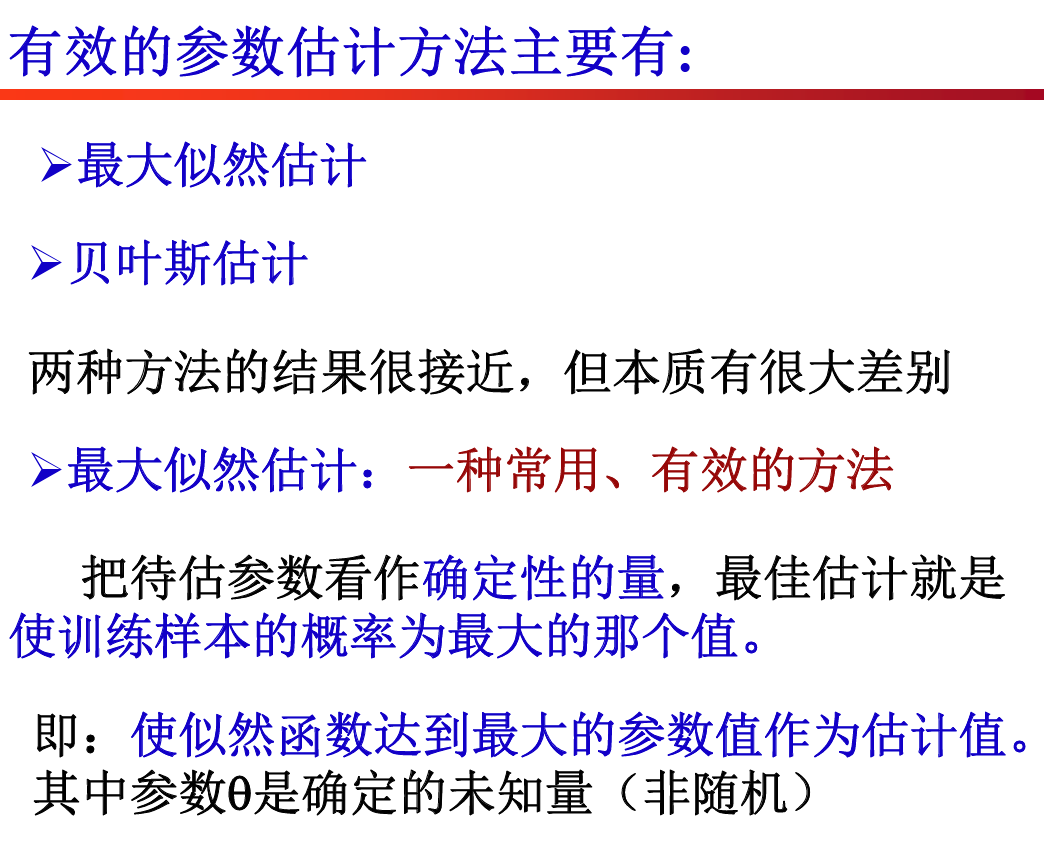 有效的参数估计方法主要有：
➢最大似然估计
➢贝叶斯估计
两种方法的结果很接近，但本质有很大差别
➢最大似然估计：一种常用、有效的方法
把待估参数看作确定性的量，最佳估计就是
使训练样本的概率为最大的那个值。
即：使似然函数达到最大的参数值作为估计值。
其中参数θ是确定的未知量（非随机）